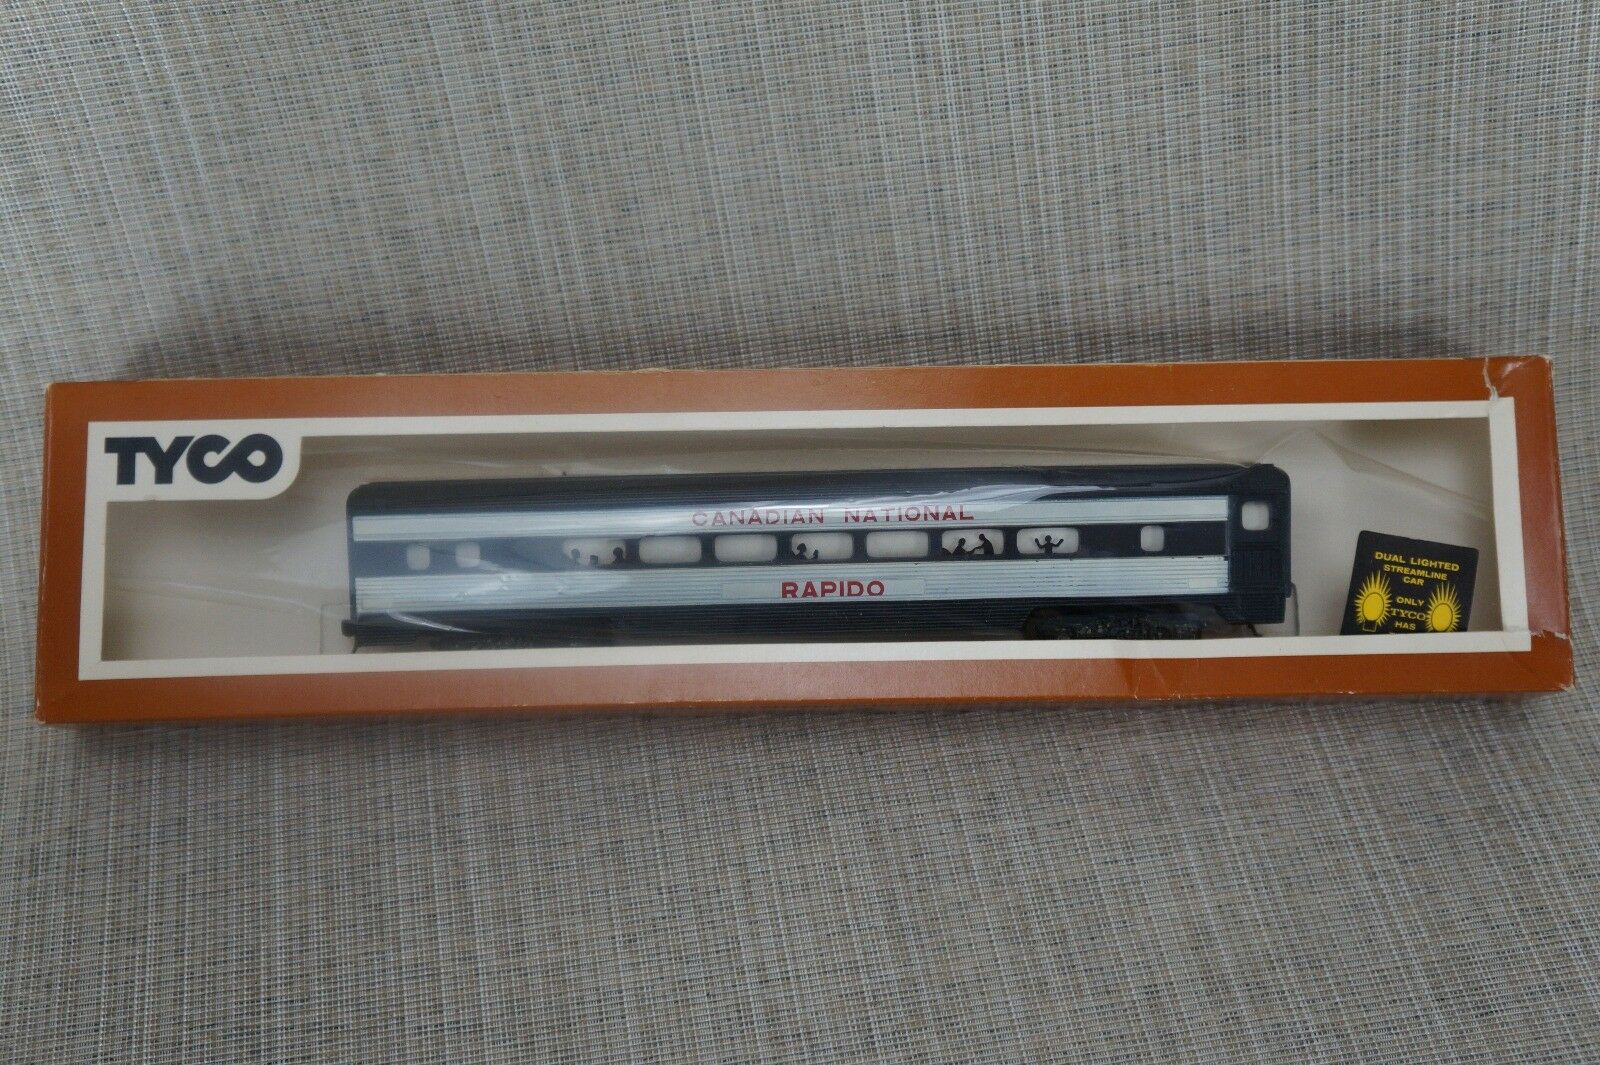 TYCO
CANADIAN NATIONAL
RAPIDO
DUAL LIGHTED
STREAMLINE
CAR
ONLY
TYCO
HAS